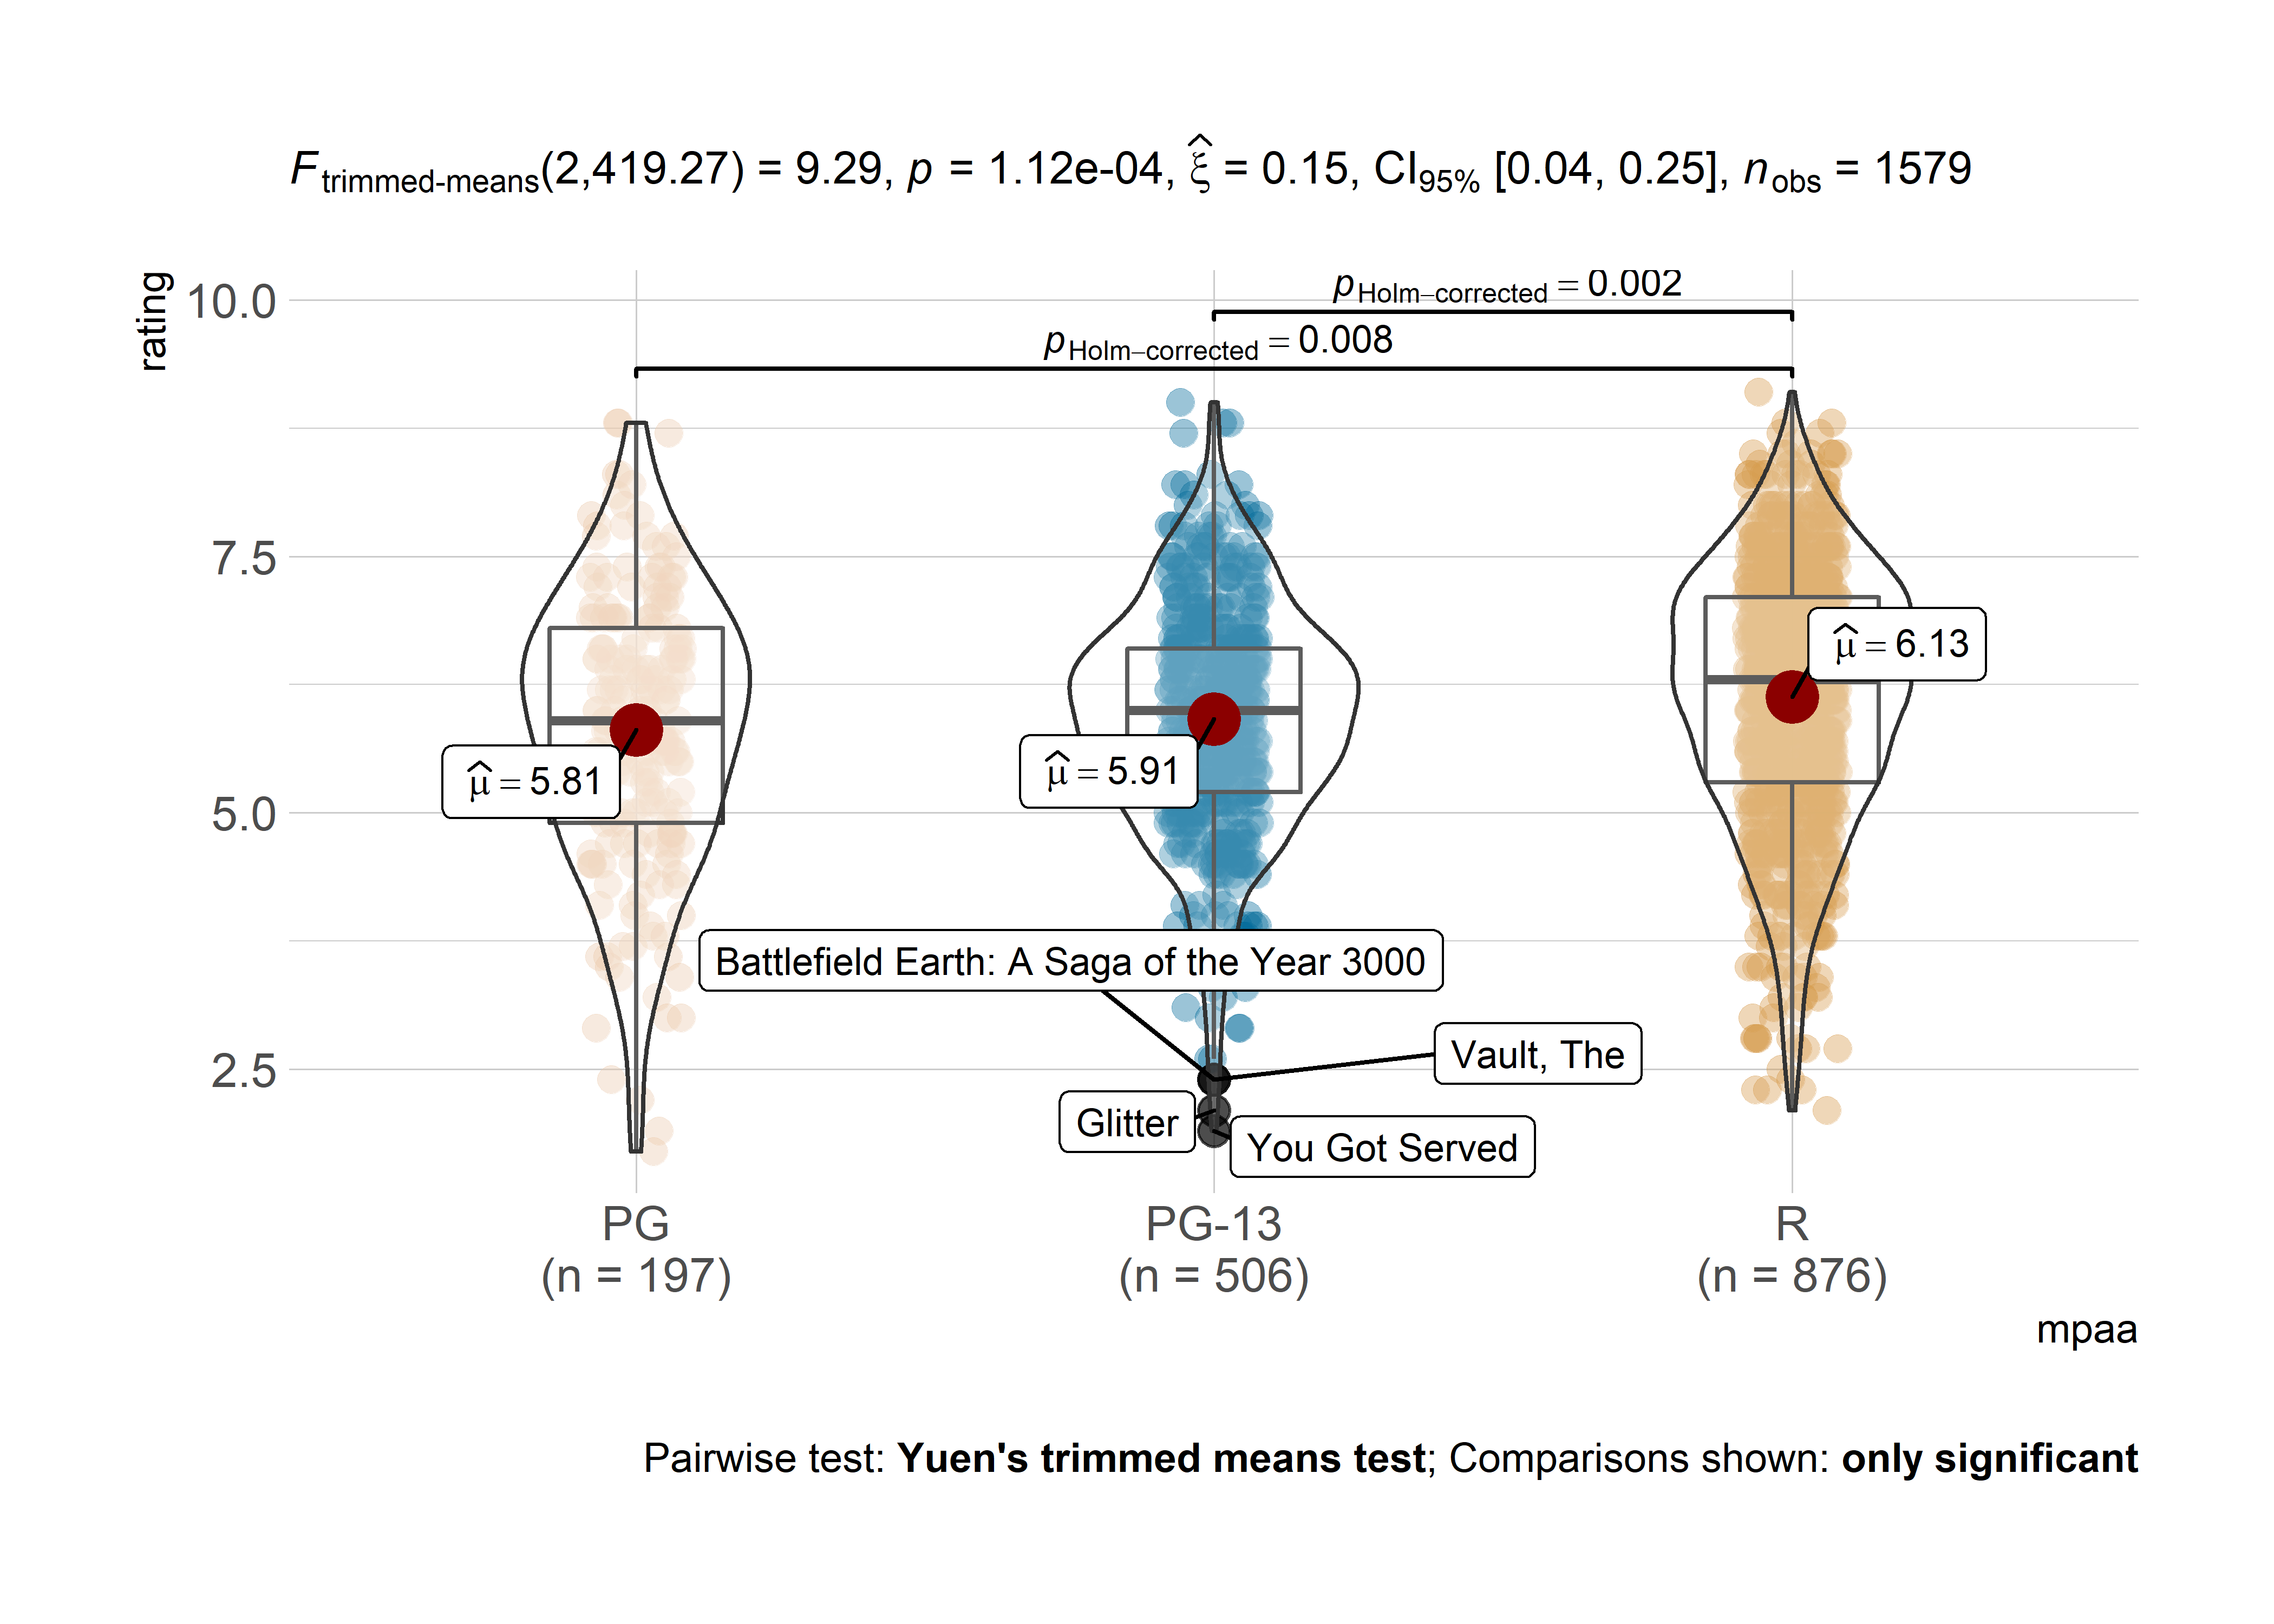 F trimmed-means(2,419.27) = 9.29, p = 1.12e-04, ξ̂ = 0.15, CI95% [0.04, 0.25], nobs = 1579
rating
10.0
7.5
5.0
2.5
pHolm−corrected = 0.002
pHolm−corrected = 0.008
μ̂ = 6.13
μ̂ = 5.81
μ̂ = 5.91
Battlefield Earth: A Saga of the Year 3000
Vault, The
Glitter
You Got Served
PG
(n = 197)
PG-13
(n = 506)
R
(n = 876)
mpaa
Pairwise test: Yuen's trimmed means test; Comparisons shown: only significant